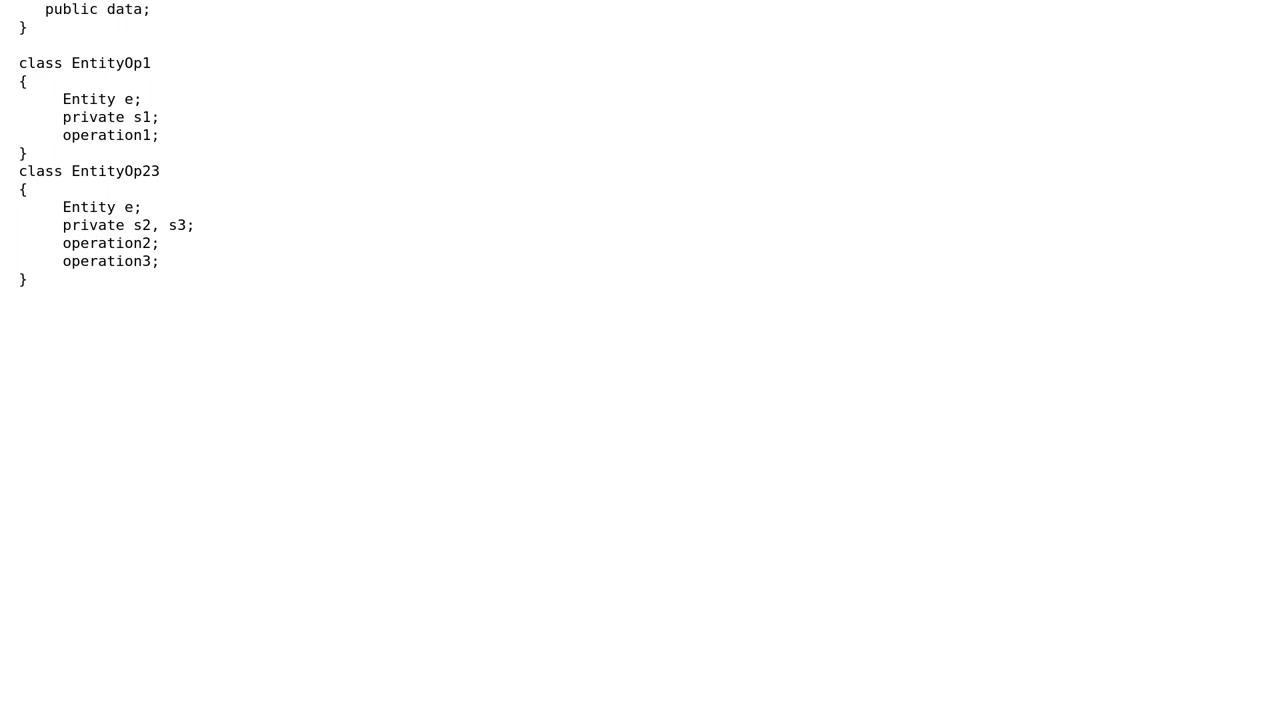 public data;
}
class EntityOp1
{
Entity e;
private s1;
operation1;
}
class EntityOp23
{
Entity e;
private s2, s3;
operation2;
operation3;
}